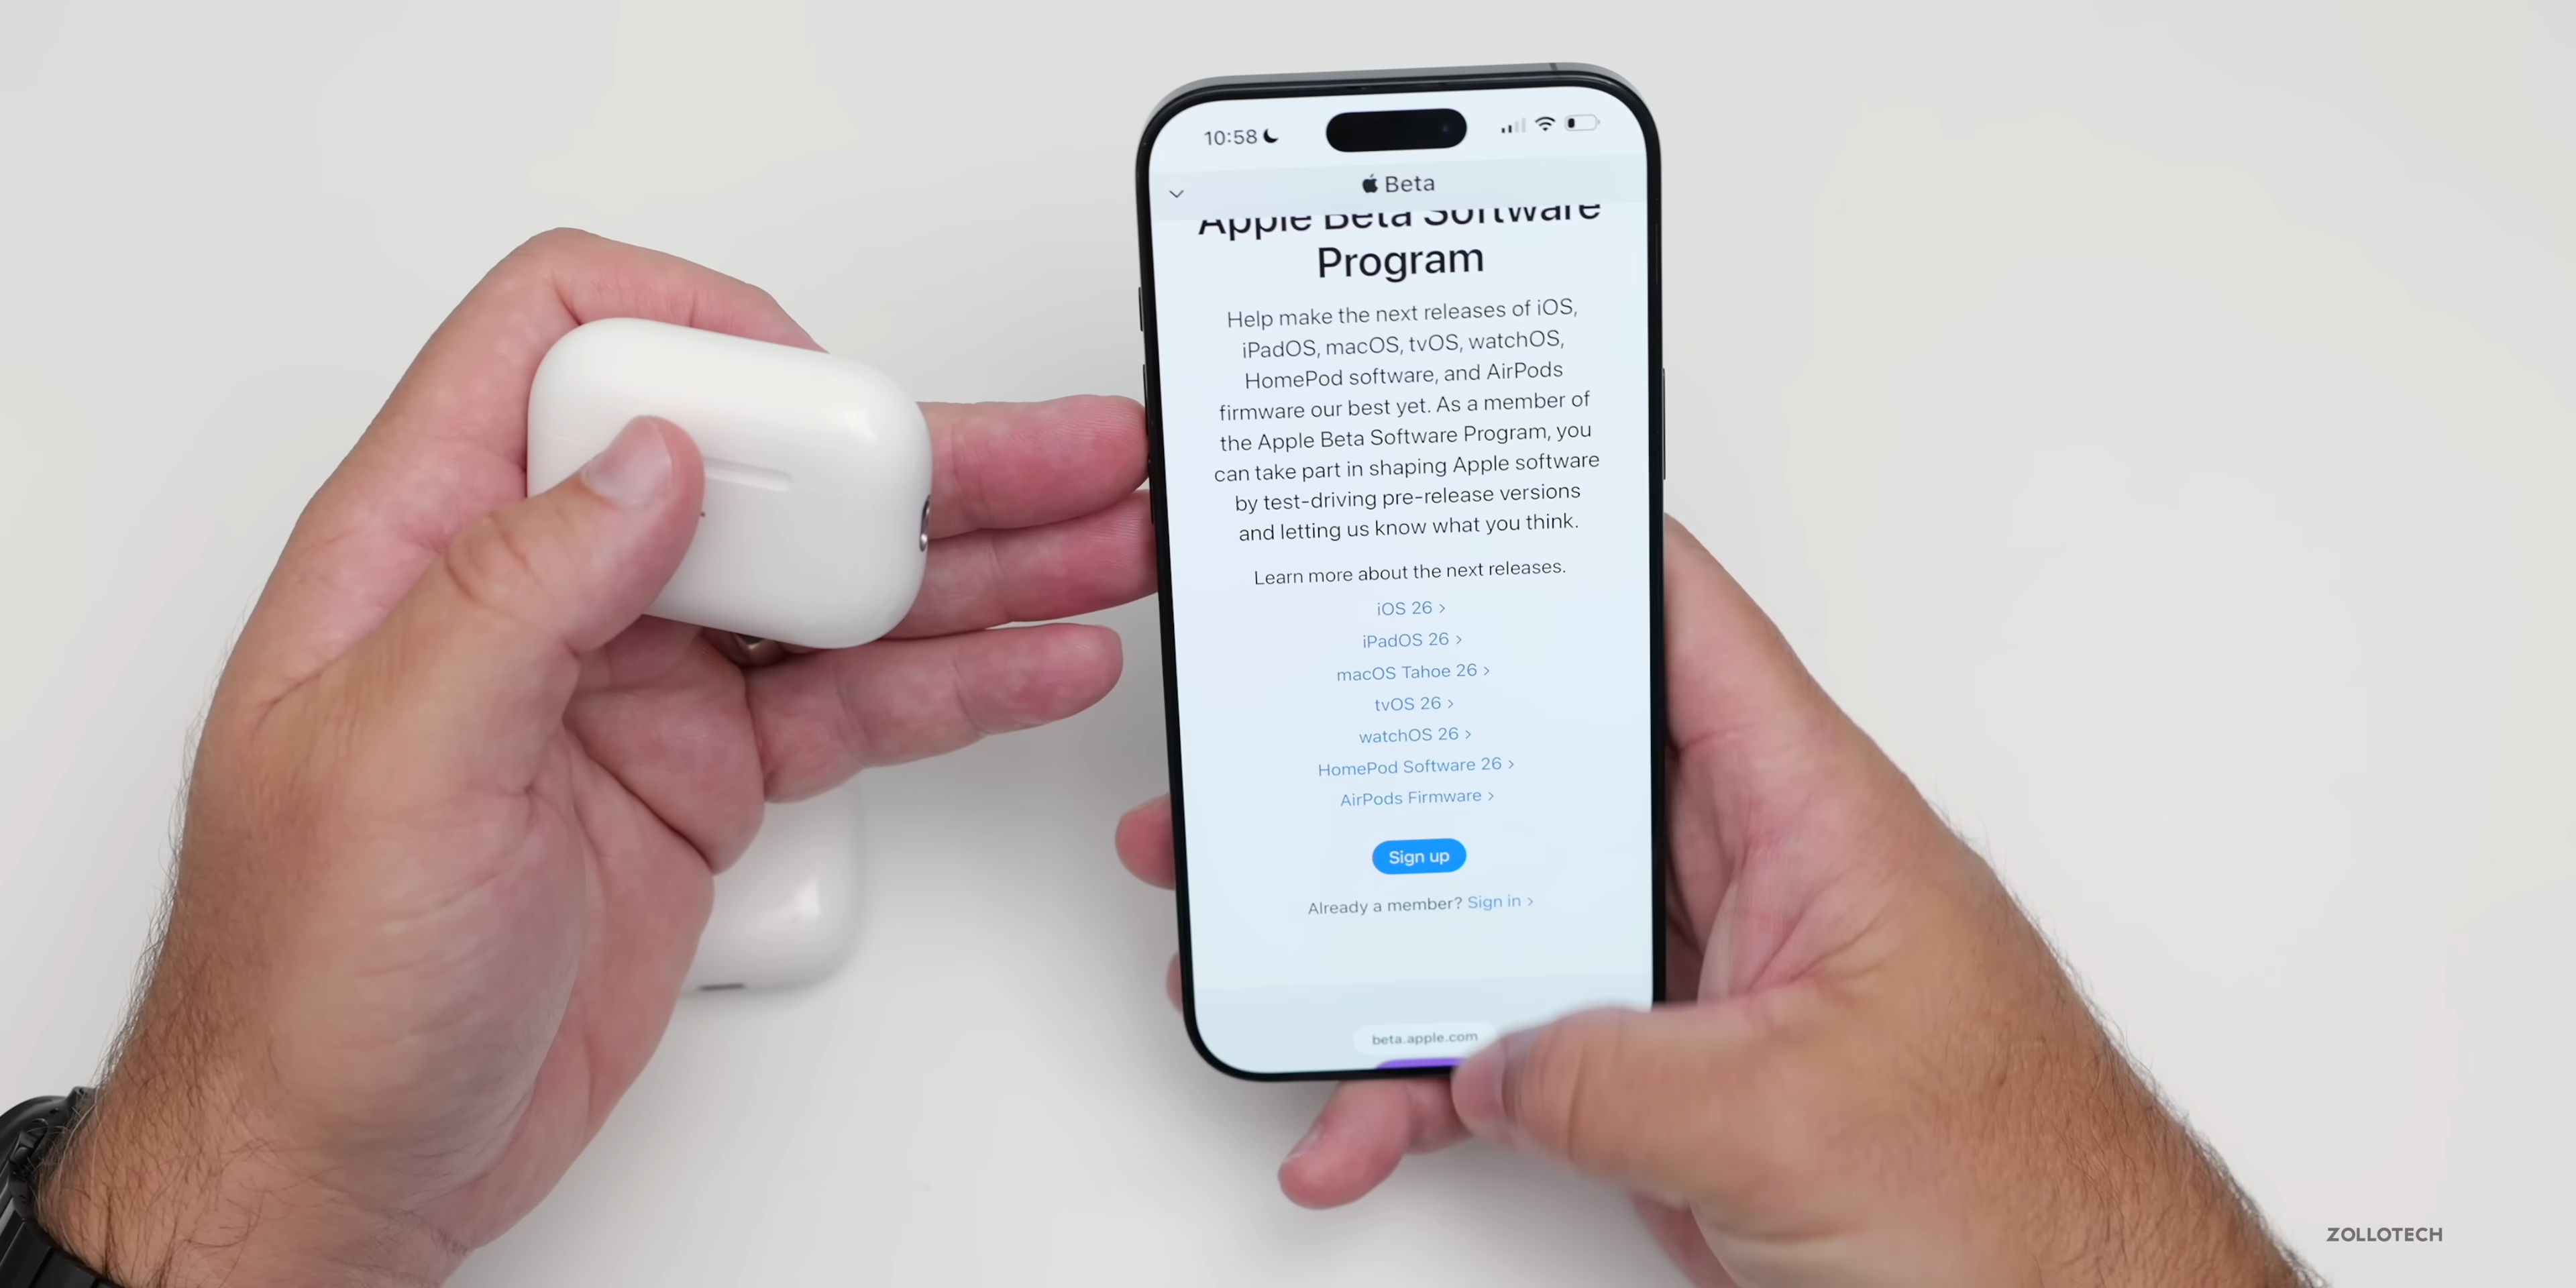 10:58
Beta
Apple Beta Software
Program
Help make the next releases of iOS,
iPadOS, macOS, tvOS, watchOS,
HomePod software, and AirPods
firmware our best yet. As a member of
the Apple Beta Software Program, you
can take part in shaping Apple software
by test-driving pre-release versions
and letting us know what you think.
Learn more about the next releases.
iOS 26 >
iPadOS 26 >
macOS Tahoe 26 >
tvOS 26 >
watchOS 26 >
HomePod Software 26 >
AirPods Firmware >
Sign up
Already a member? Sign in >
beta.apple.com
ZOLLOTECH